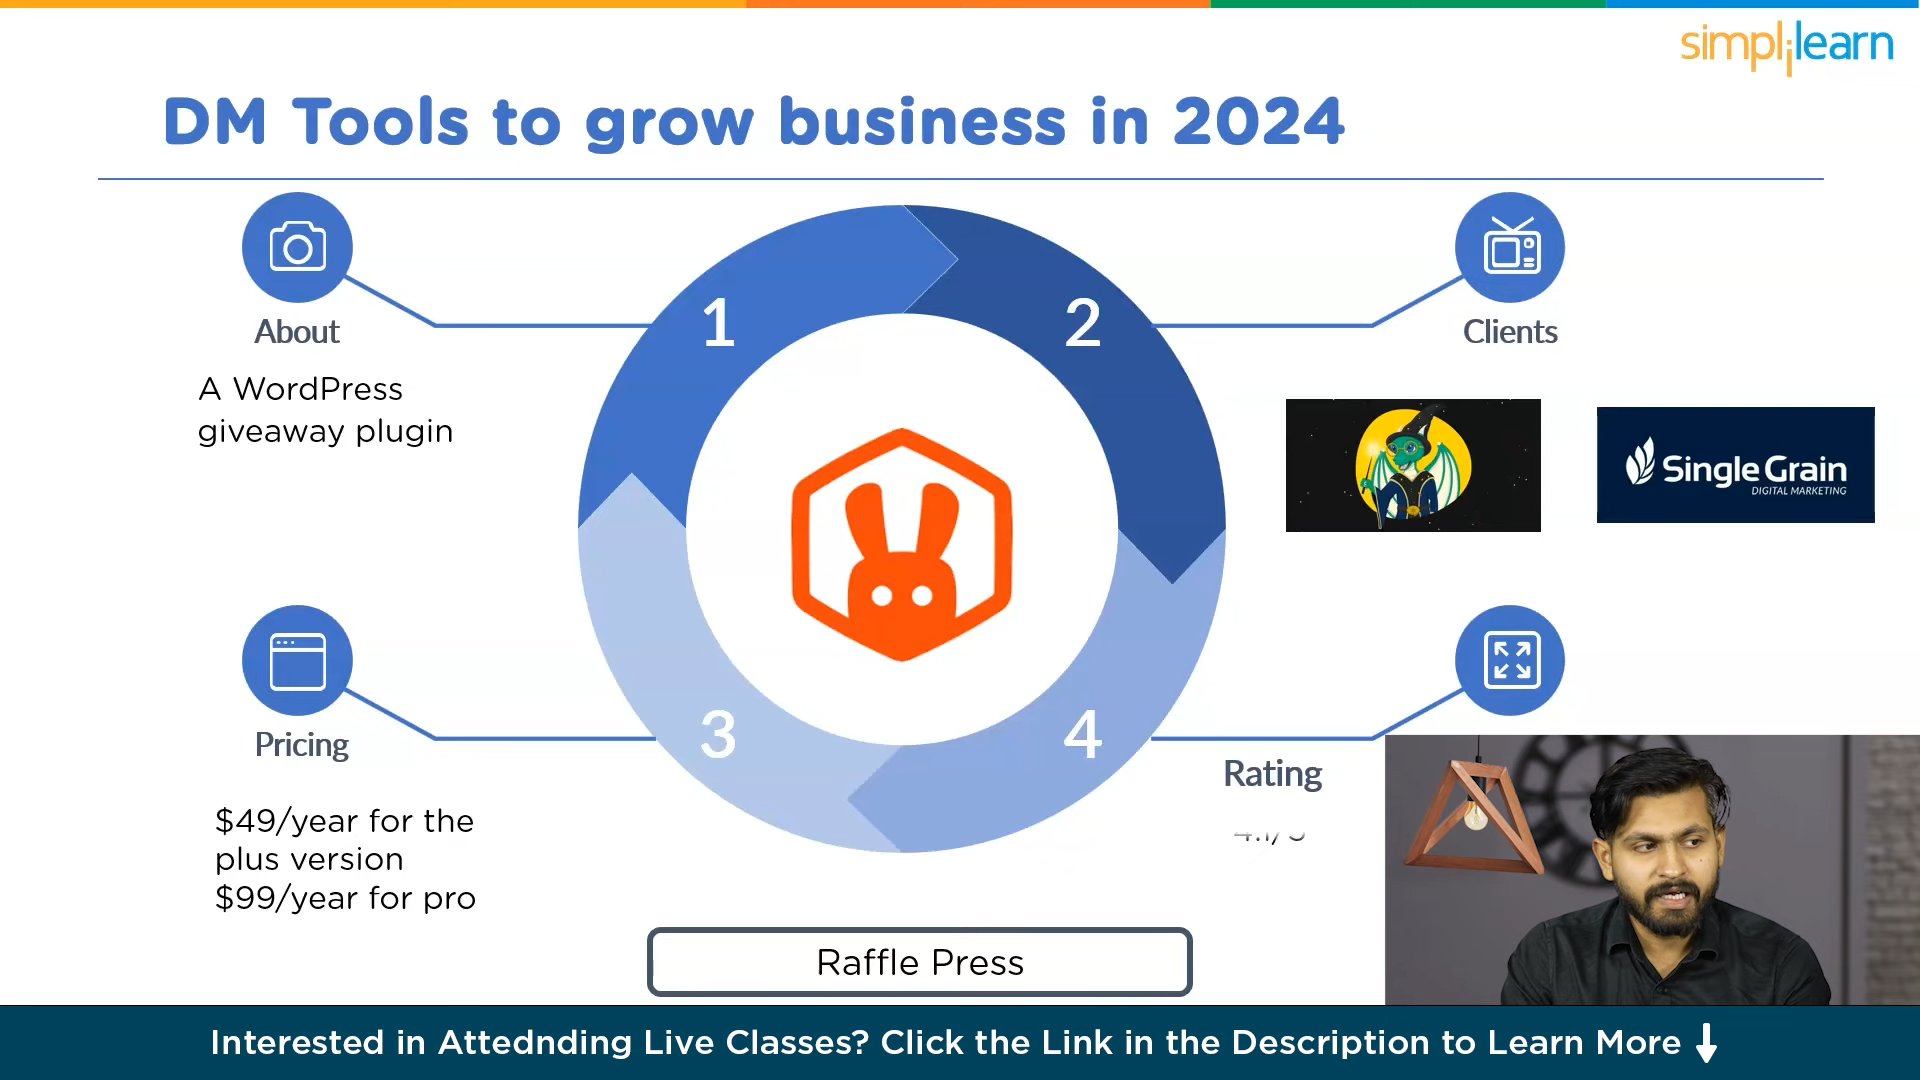 simplilearn
DM Tools to grow business in 2024
1
2
About
Clients
A WordPress
giveaway plugin
Single Grain
DIGITAL MARKETING
3
4
Pricing
Rating
$49/year for the
plus version
$99/year for pro
Raffle Press
Interested in Attednding Live Classes? Click the Link in the Description to Learn More